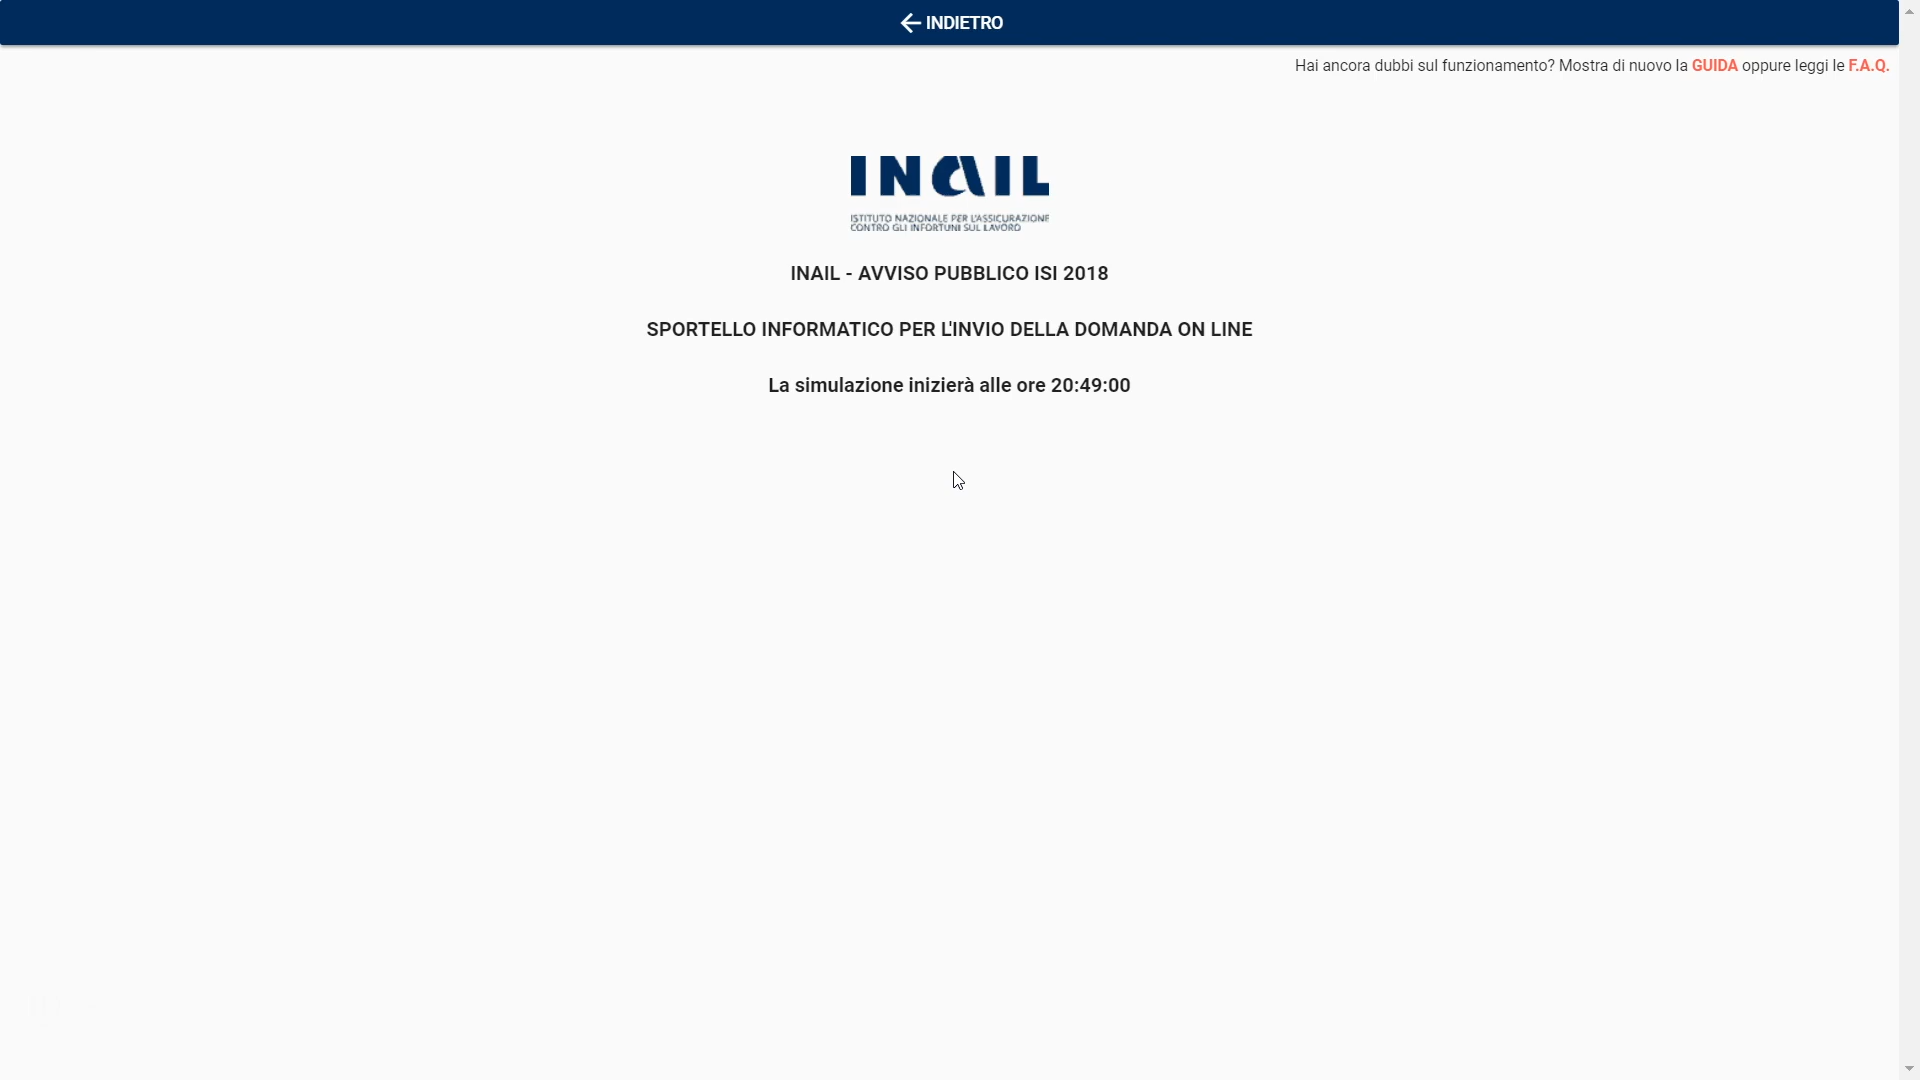 INDIETRO
Hai ancora dubbi sul funzionamento? Mostra di nuovo la GUIDA oppure leggi le F.A.Q.
INAIL
ISTITUTO NAZIONALE PER L'ASSICURAZIONE
CONTRO GLI INFORTUNI SUL LAVORO
INAIL - AVVISO PUBBLICO ISI 2018
SPORTELLO INFORMATICO PER L'INVIO DELLA DOMANDA ON LINE
La simulazione inizierà alle ore 20:49:00